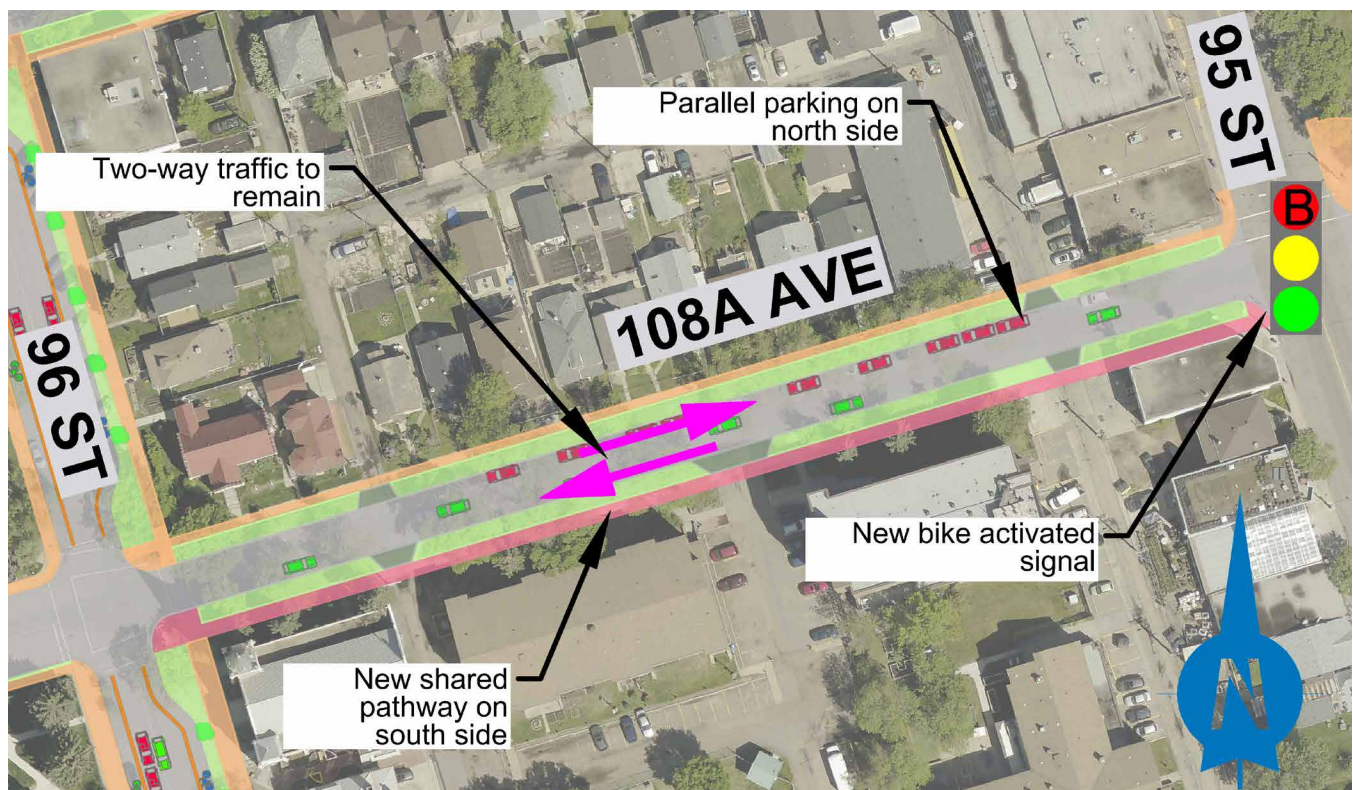 95 ST
B
Parallel parking on
north side
Two-way traffic to
remain
108A AVE
96 ST
New bike activated
signal
New shared
pathway on
south side
N